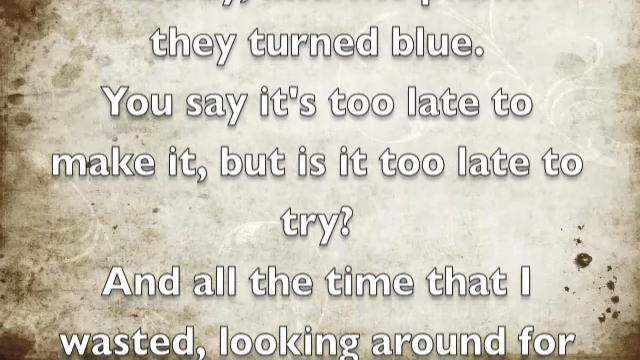 they turned blue.
You say it's too late to
make it, but is it too late to
try?
And all the time that I
wasted, looking around for